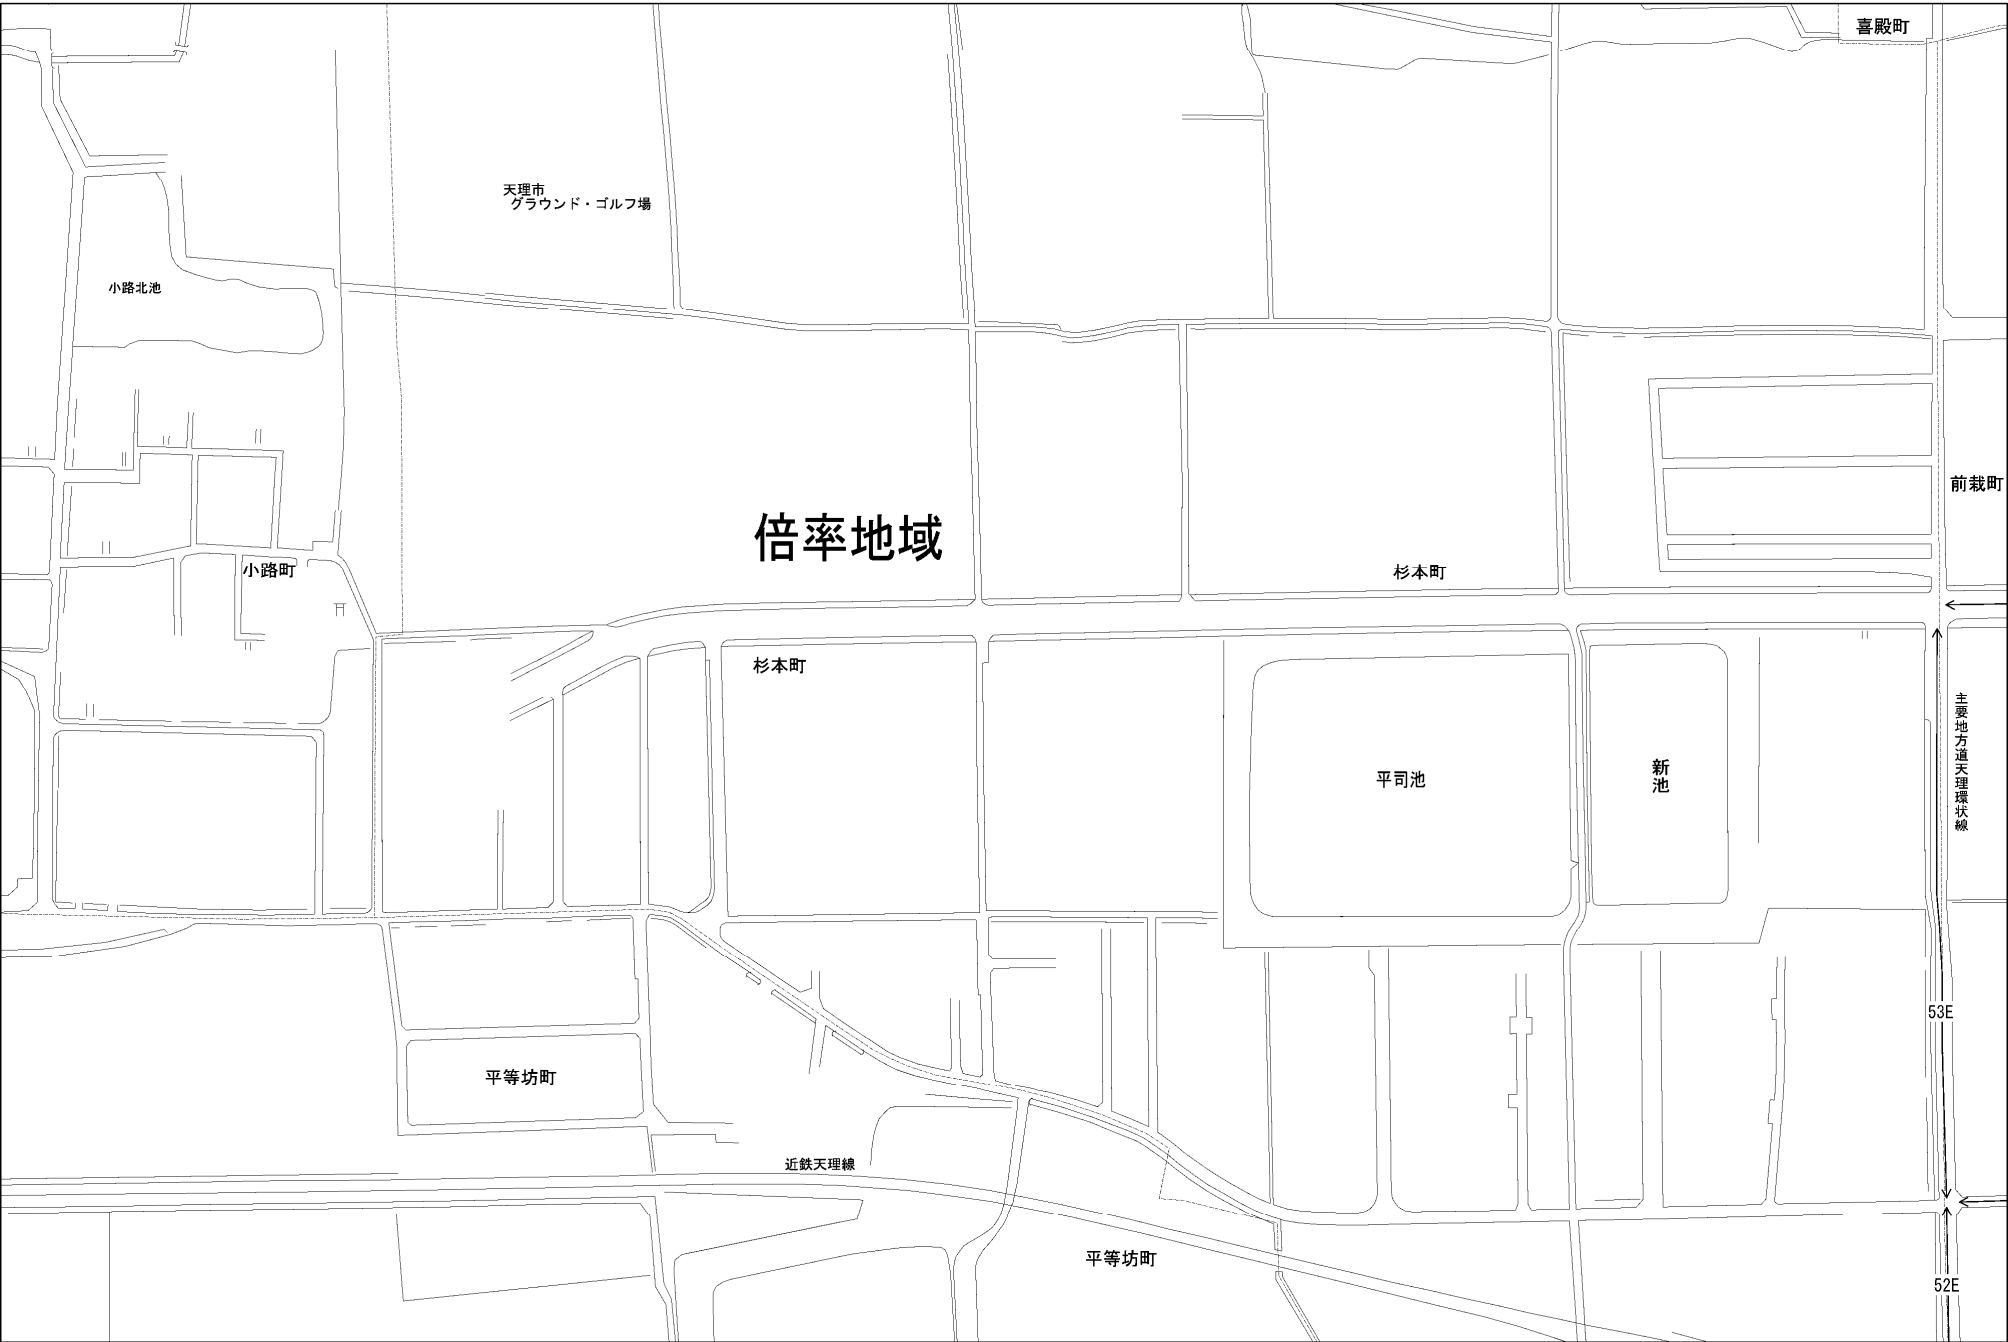 喜殿町
天理市
グラウンド・ゴルフ場
小路北池
前栽町
倍率地域
小路町
杉本町
杉本町
主要地方道天理環状線
平司池
新池
53E
平等坊町
近鉄天理線
平等坊町
52E